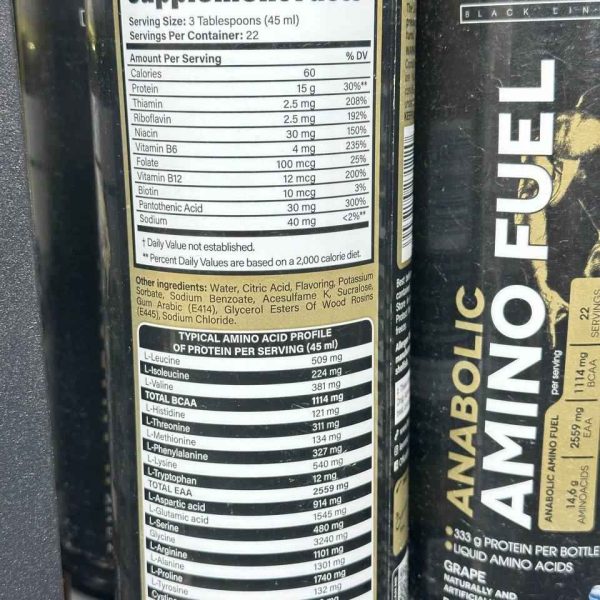 Supplement Facts
Serving Size: 3 Tablespoons (45 ml)
Servings Per Container: 22
Amount Per Serving % DV
Calories 60
Protein 15 g 30%**
Thiamin 2.5 mg 208%
Riboflavin 2.5 mg 192%
Niacin 30 mg 150%
Vitamin B6 4 mg 235%
Folate 100 mcg 25%
Vitamin B12 12 mcg 200%
Biotin 10 mcg 3%
Pantothenic Acid 30 mg 300%
Sodium 40 mg <2%**
† Daily Value not established.
** Percent Daily Values are based on a 2,000 calorie diet.
Other ingredients: Water, Citric Acid, Flavoring, Potassium
Sorbate, Sodium Benzoate, Acesulfame K, Sucralose,
Gum Arabic (E414), Glycerol Esters Of Wood Rosins
(E445), Sodium Chloride.
TYPICAL AMINO ACID PROFILE
OF PROTEIN PER SERVING (45 ml)
L-Leucine 509 mg
L-Isoleucine 224 mg
L-Valine 381 mg
TOTAL BCAA 1114 mg
L-Histidine 121 mg
L-Threonine 311 mg
L-Methionine 134 mg
L-Phenylalanine 327 mg
L-Lysine 540 mg
L-Tryptophan 12 mg
TOTAL EAA 2559 mg
L-Aspartic acid 914 mg
L-Glutamic acid 1545 mg
L-Serine 480 mg
Glycine 3240 mg
L-Arginine 1101 mg
L-Alanine 1301 mg
L-Proline 1740 mg
L-Tyrosine 132 mg
BLACK LIN
ANABOLIC
AMINO FUEL
per serving
ANABOLIC AMINO FUEL
14,6 g
AMINOACIDS
2559 mg
EAA
1114 mg
BCAA
22
SERVINGS
333 g PROTEIN PER BOTTLE
LIQUID AMINO ACIDS
GRAPE
NATURALLY AND